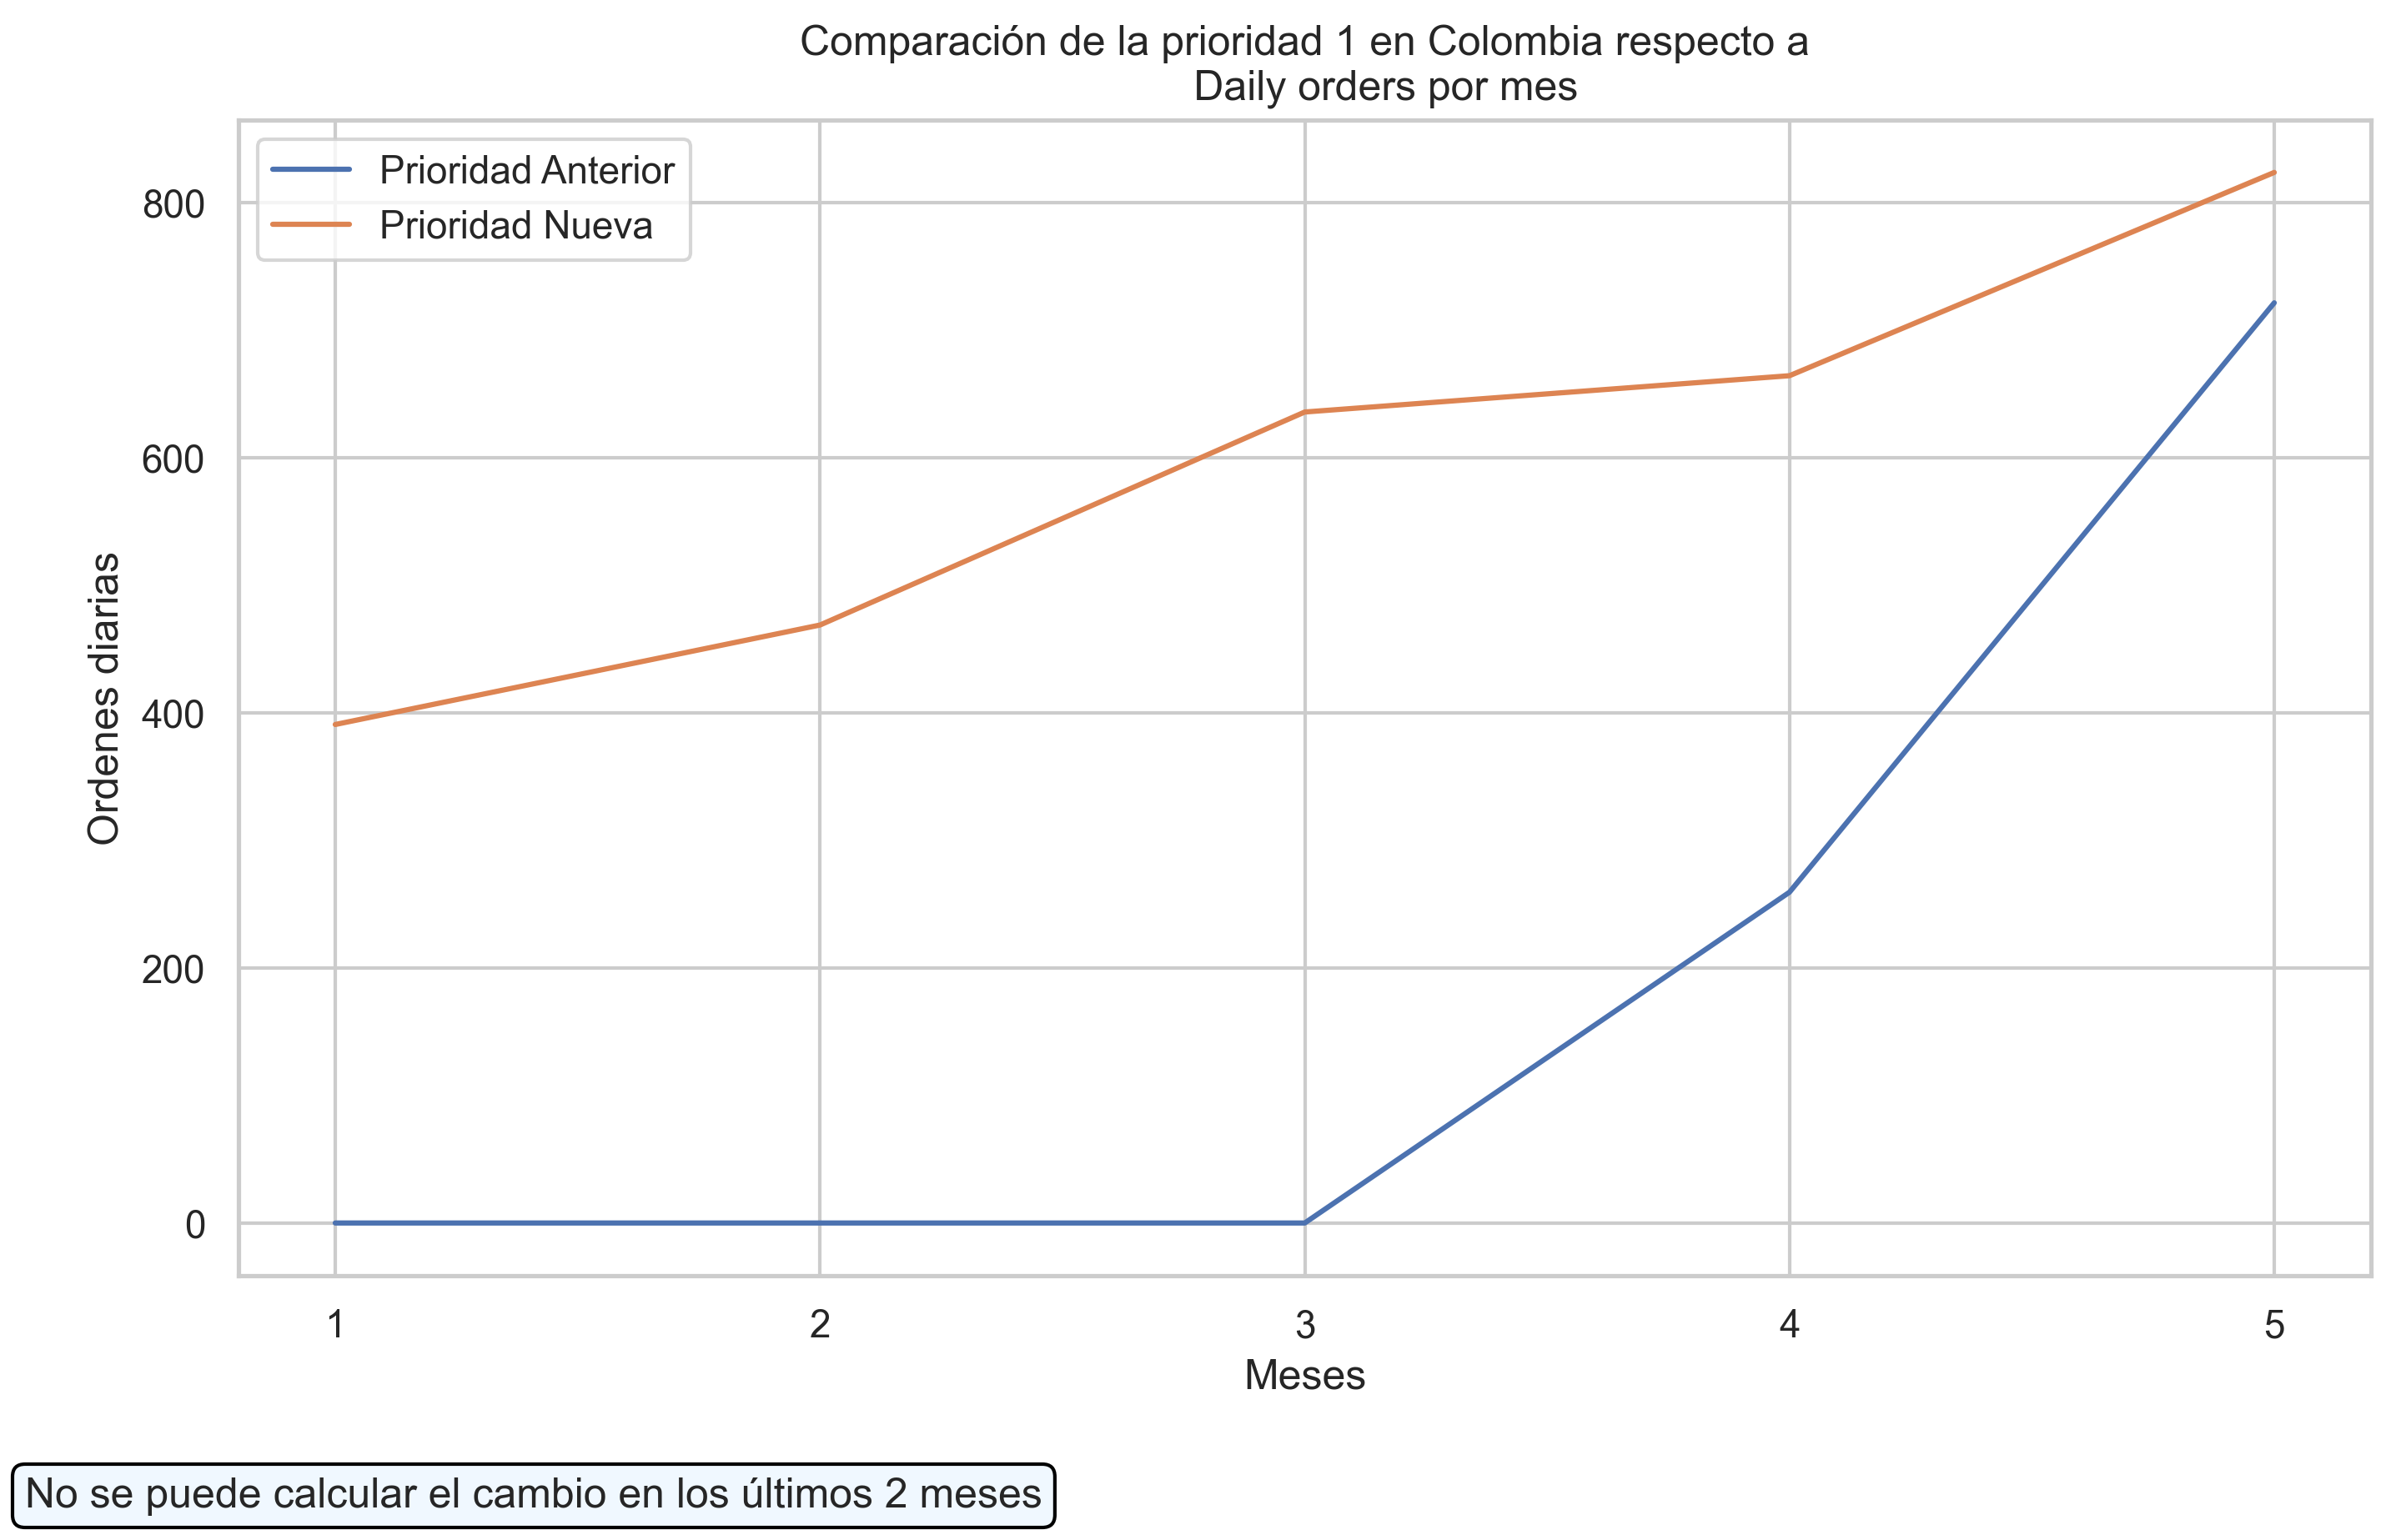 Comparación de la prioridad 1 en Colombia respecto a
Daily orders por mes
Prioridad Anterior
Prioridad Nueva
800
600
400
200
0
Ordenes diarias
1 2 3 4 5
Meses
No se puede calcular el cambio en los últimos 2 meses